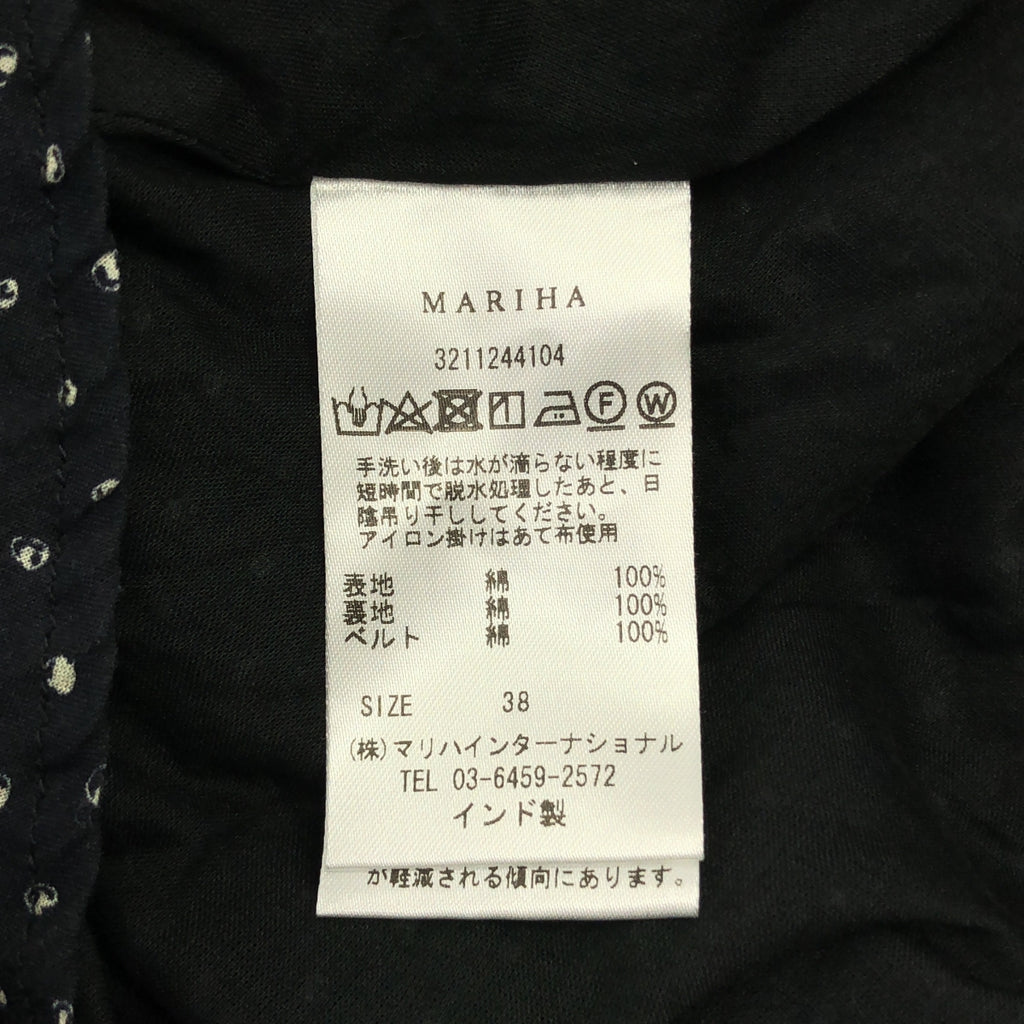 MARIHA
3211244104
F W
手洗い後は水が滴らない程度に
短時間で脱水処理したあと、日
陰吊り干ししてください。
アイロン掛けはあて布使用
表地 綿 100%
裏地 綿 100%
ベルト 綿 100%
SIZE 38
(株)マリハインターナショナル
TEL 03-6459-2572
インド製
が軽減される傾向にあります。